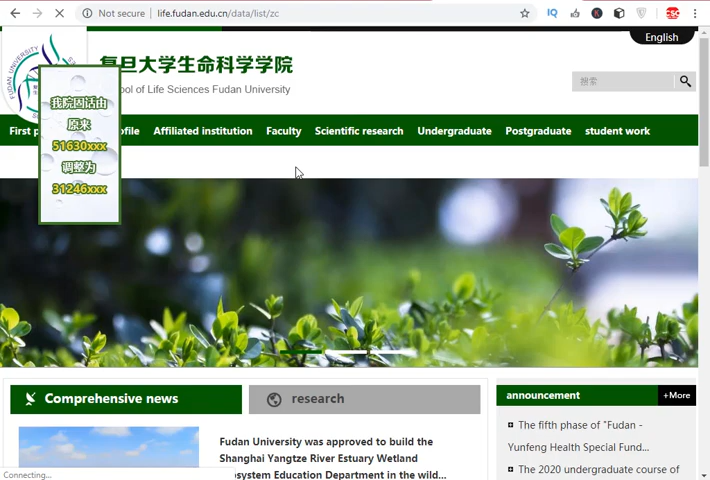 Not secure | life.fudan.edu.cn/data/list/zc
English
复旦大学生命科学学院
ool of Life Sciences Fudan University
搜索
First p
ofile
Affiliated institution
Faculty
Scientific research
Undergraduate
Postgraduate
student work
我院因话由
原来
51630xxx
调整为
31246xxx
Comprehensive news
research
announcement
+More
Fudan University was approved to build the
Shanghai Yangtze River Estuary Wetland
osystem Education Department in the wild...
The fifth phase of "Fudan -
Yunfeng Health Special Fund...
The 2020 undergraduate course of
Connecting...